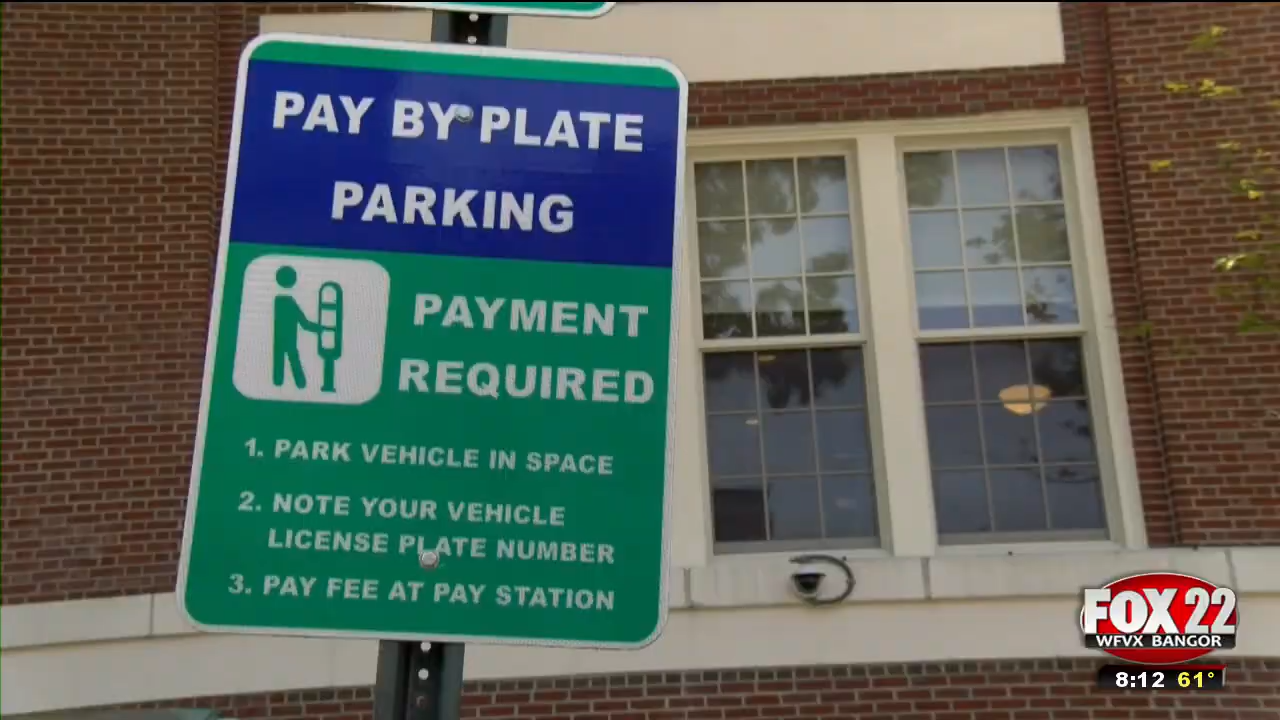 PAY BY PLATE
PARKING
PAYMENT
REQUIRED
1. PARK VEHICLE IN SPACE
2. NOTE YOUR VEHICLE
LICENSE PLATE NUMBER
3. PAY FEE AT PAY STATION
FOX 22
WFVX BANGOR
8:12 61°